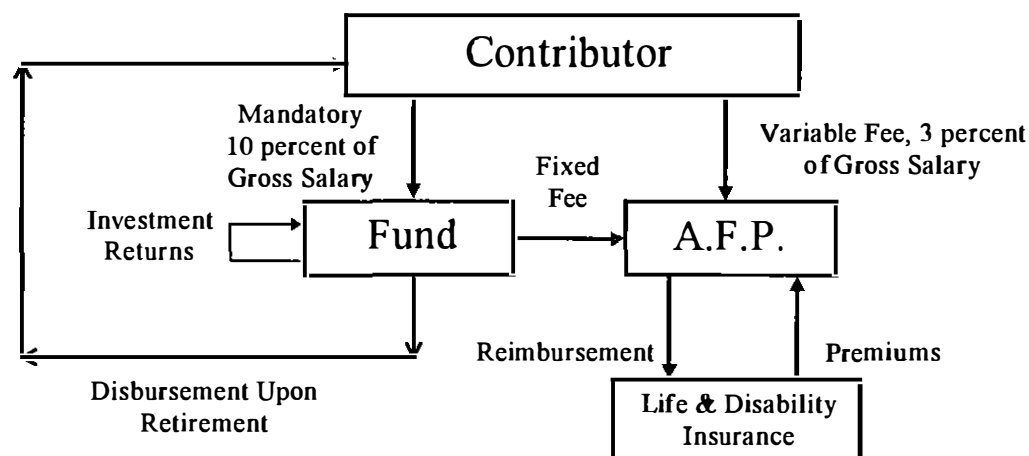 Contributor
Mandatory
10 percent of
Gross Salary
Variable Fee, 3 percent
of Gross Salary
Fixed
Fee
Investment
Returns
Fund
A.F.P.
Reimbursement
Premiums
Disbursement Upon
Retirement
Life & Disability
Insurance